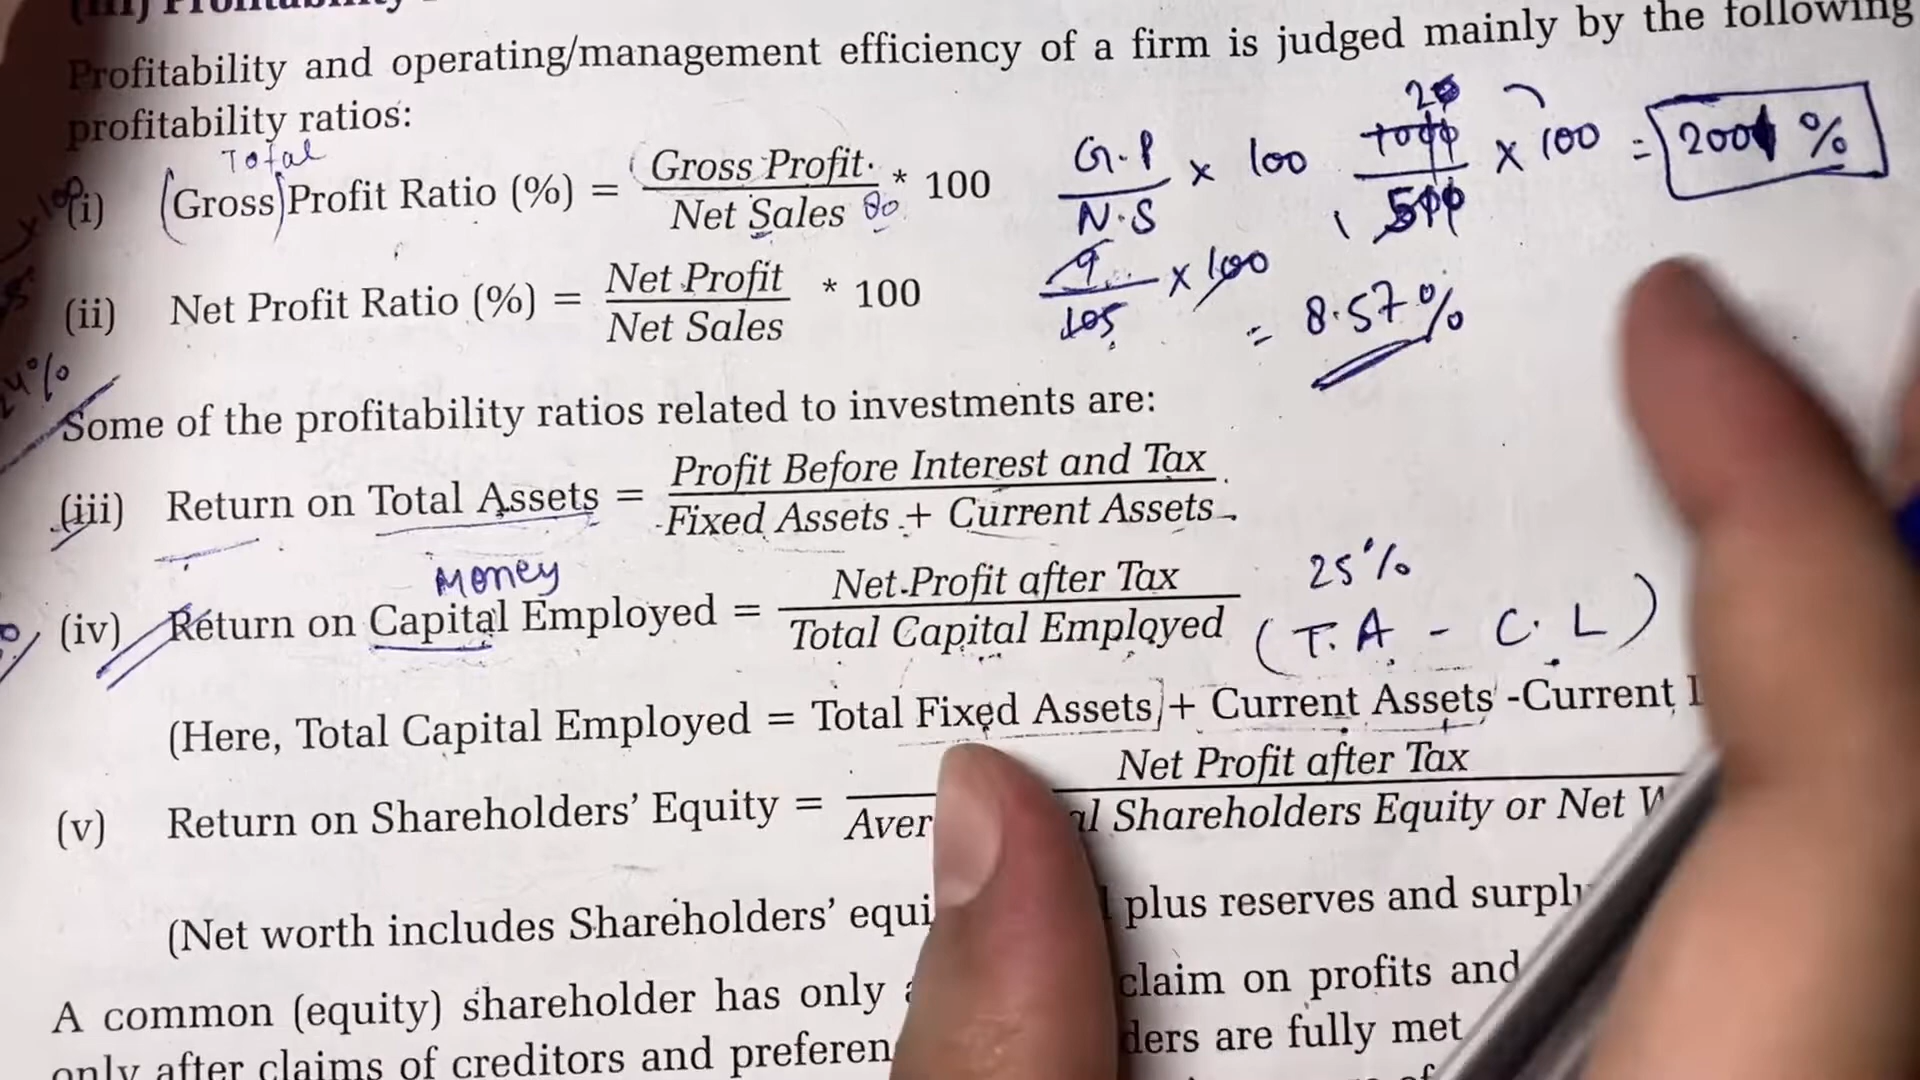 Profitability and operating/management efficiency of a firm is judged mainly by the following
profitability ratios:
Total
(i) (Gross) Profit Ratio (%) = Gross Profit / Net Sales * 100
G.P / N.S x 100
x 100 = 200 %
(ii) Net Profit Ratio (%) = Net Profit / Net Sales * 100
9 / 105 x 100
= 8.57%
24%
Some of the profitability ratios related to investments are:
(iii) Return on Total Assets = Profit Before Interest and Tax / Fixed Assets + Current Assets
Money
25%
(iv) Return on Capital Employed = Net Profit after Tax / Total Capital Employed
(T.A - C.L)
(Here, Total Capital Employed = Total Fixed Assets + Current Assets -Current
(v) Return on Shareholders' Equity = Net Profit after Tax / Shareholders Equity or Net
(Net worth includes Shareholders' plus reserves and
A common (equity) shareholder has only claim on profits and
only after claims of creditors and are fully met